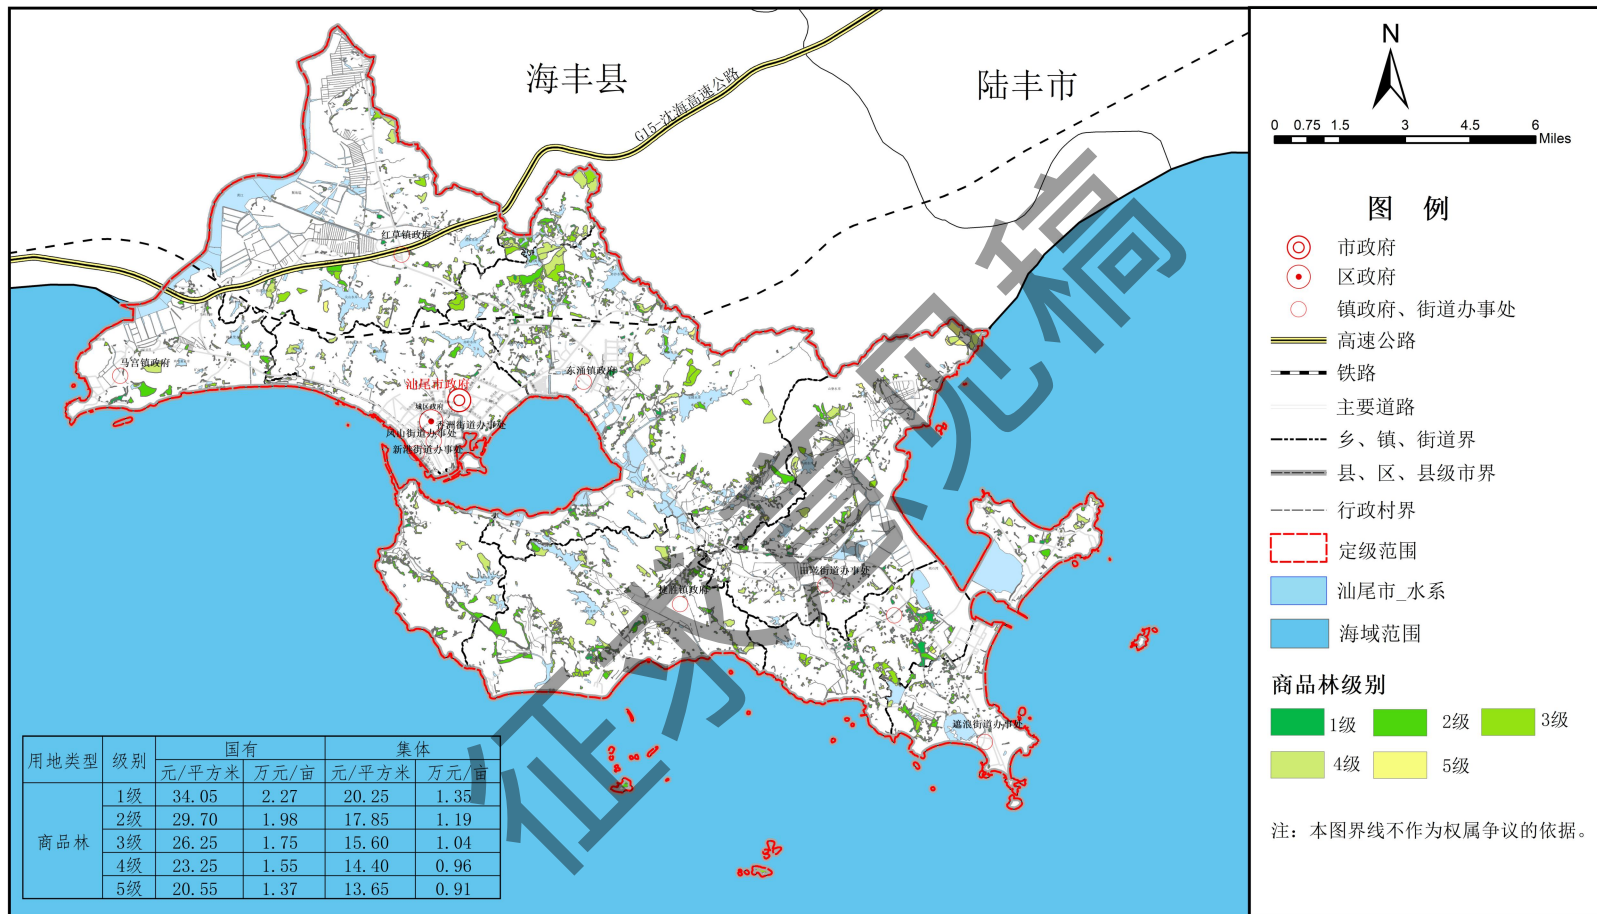 海丰县
陆丰市
G15-沈海高速公路
红草镇政府
马宫镇政府
汕尾市政府
东涌镇政府
城区政府
香洲街道办事处
凤山街道办事处
新港街道办事处
捷胜镇政府
田墘街道办事处
遮浪街道办事处
征求意见稿
用地类型 级别 国有 集体
元/平方米 万元/亩 元/平方米 万元/亩
商品林
1级 34.05 2.27 20.25 1.35
2级 29.70 1.98 17.85 1.19
3级 26.25 1.75 15.60 1.04
4级 23.25 1.55 14.40 0.96
5级 20.55 1.37 13.65 0.91
N
0 0.75 1.5 3 4.5 6
Miles
图 例
市政府
区政府
镇政府、街道办事处
高速公路
铁路
主要道路
乡、镇、街道界
县、区、县级市界
行政村界
定级范围
汕尾市_水系
海域范围
商品林级别
1级 2级 3级
4级 5级
注：本图界线不作为权属争议的依据。